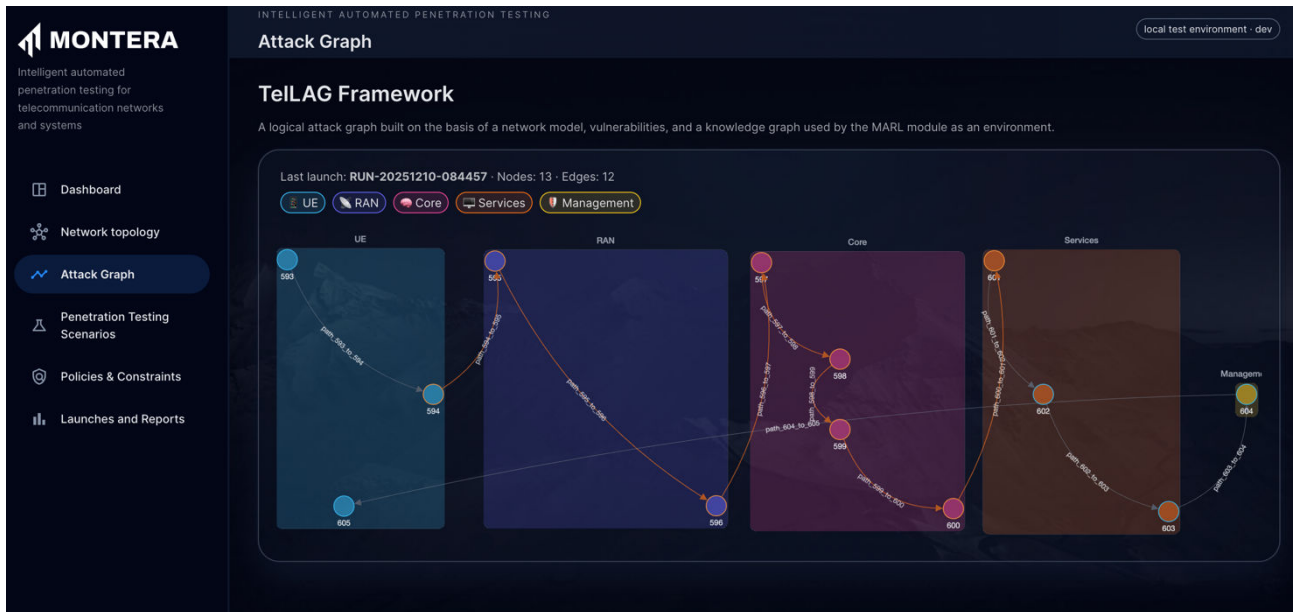 MONTERA
Intelligent automated
penetration testing for
telecommunication networks
and systems
Dashboard
Network topology
Attack Graph
Penetration Testing
Scenarios
Policies & Constraints
Launches and Reports
INTELLIGENT AUTOMATED PENETRATION TESTING
Attack Graph
local test environment · dev
TelLAG Framework
A logical attack graph built on the basis of a network model, vulnerabilities, and a knowledge graph used by the MARL module as an environment.
Last launch: RUN-20251210-084457 · Nodes: 13 · Edges: 12
UE RAN Core Services Management
UE
593
path_593_to_594
594
605
RAN
595
path_594_to_595
path_595_to_596
596
Core
597
path_596_to_597
path_597_to_598
598
path_598_to_599
599
path_604_to_605
path_599_to_600
600
Services
601
path_600_to_601
path_601_to_602
602
path_602_to_603
603
Managem
604
path_603_to_604